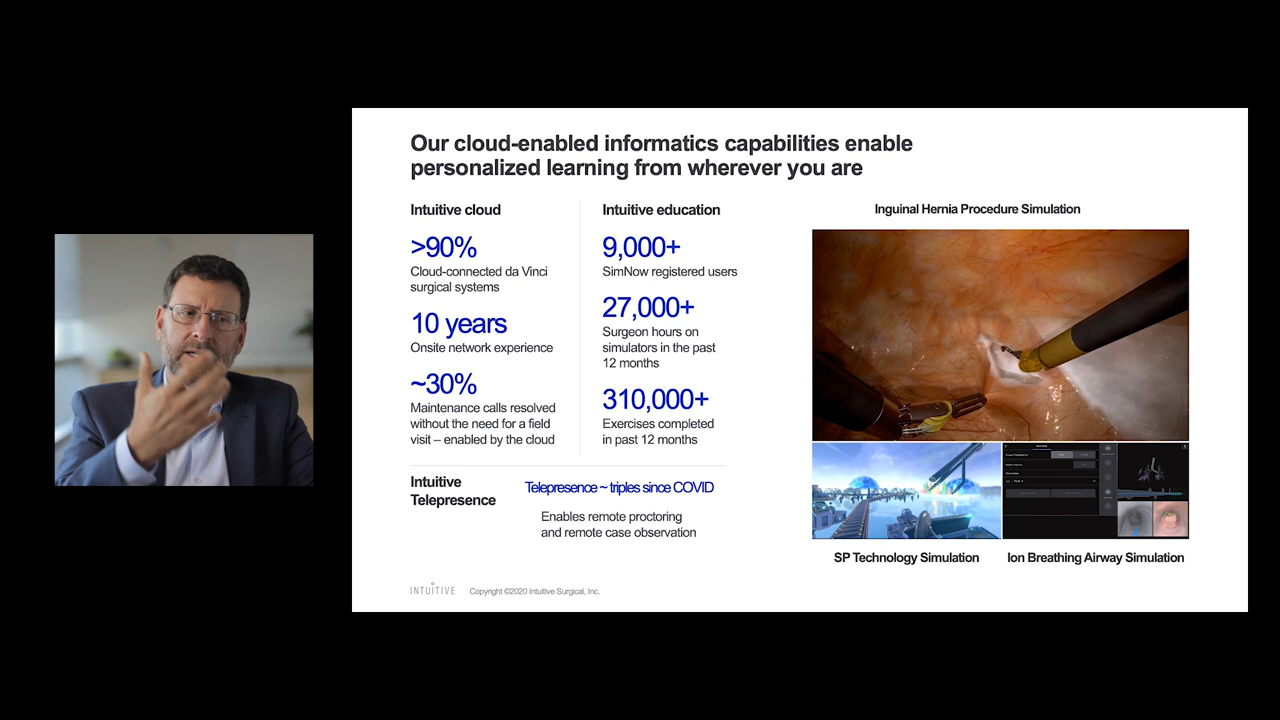 Our cloud-enabled informatics capabilities enable
personalized learning from wherever you are
Intuitive cloud
>90%
Cloud-connected da Vinci
surgical systems
10 years
Onsite network experience
~30%
Maintenance calls resolved
without the need for a field
visit – enabled by the cloud
Intuitive education
9,000+
SimNow registered users
27,000+
Surgeon hours on
simulators in the past
12 months
310,000+
Exercises completed
in past 12 months
Intuitive
Telepresence
Telepresence ~ triples since COVID
Enables remote proctoring
and remote case observation
Inguinal Hernia Procedure Simulation
SP Technology Simulation
Ion Breathing Airway Simulation
INTUITIVE
Copyright ©2020 Intuitive Surgical, Inc.